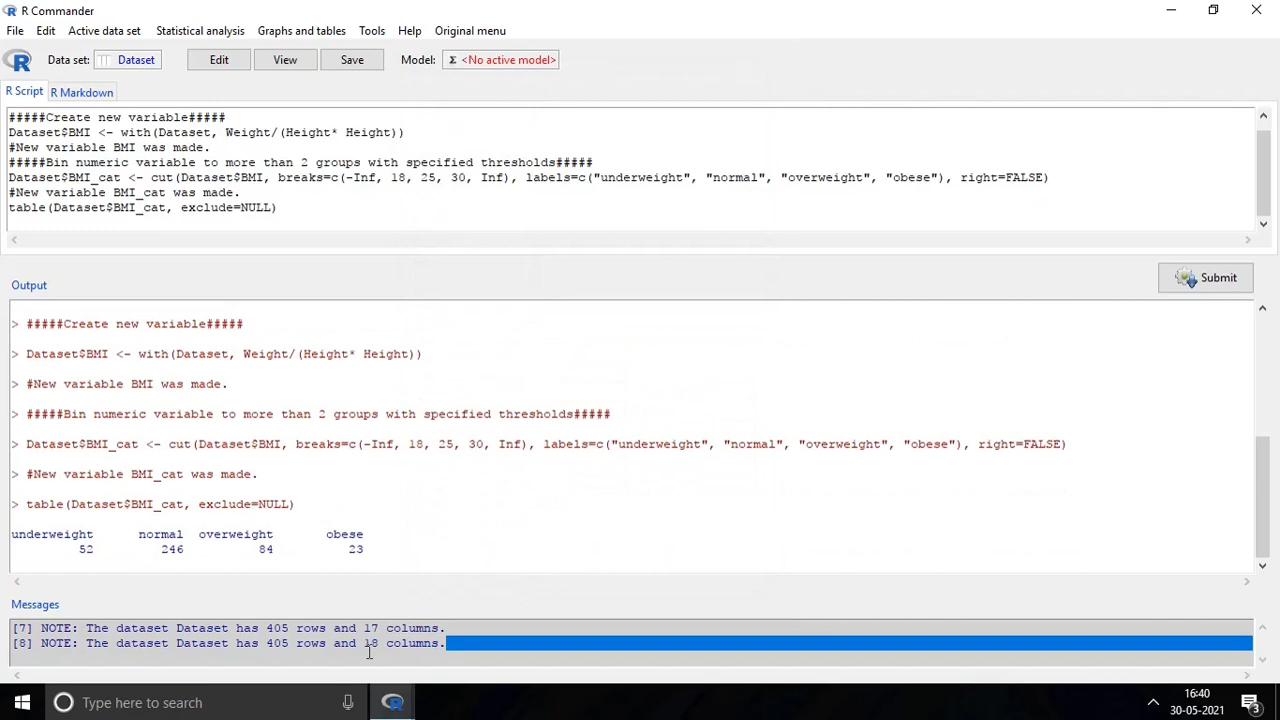 R Commander
File Edit Active data set Statistical analysis Graphs and tables Tools Help Original menu
R Data set: Dataset Edit View Save Model: Σ <No active model>
R Script R Markdown
#####Create new variable#####
Dataset$BMI <- with(Dataset, Weight/(Height* Height))
#New variable BMI was made.
#####Bin numeric variable to more than 2 groups with specified thresholds#####
Dataset$BMI_cat <- cut(Dataset$BMI, breaks=c(-Inf, 18, 25, 30, Inf), labels=c("underweight", "normal", "overweight", "obese"), right=FALSE)
#New variable BMI_cat was made.
table(Dataset$BMI_cat, exclude=NULL)
Submit
Output
> #####Create new variable#####
> Dataset$BMI <- with(Dataset, Weight/(Height* Height))
> #New variable BMI was made.
> #####Bin numeric variable to more than 2 groups with specified thresholds#####
> Dataset$BMI_cat <- cut(Dataset$BMI, breaks=c(-Inf, 18, 25, 30, Inf), labels=c("underweight", "normal", "overweight", "obese"), right=FALSE)
> #New variable BMI_cat was made.
> table(Dataset$BMI_cat, exclude=NULL)
underweight normal overweight obese
52 246 84 23
Messages
[7] NOTE: The dataset Dataset has 405 rows and 17 columns.
[8] NOTE: The dataset Dataset has 405 rows and 18 columns.
Type here to search
16:40
30-05-2021
3